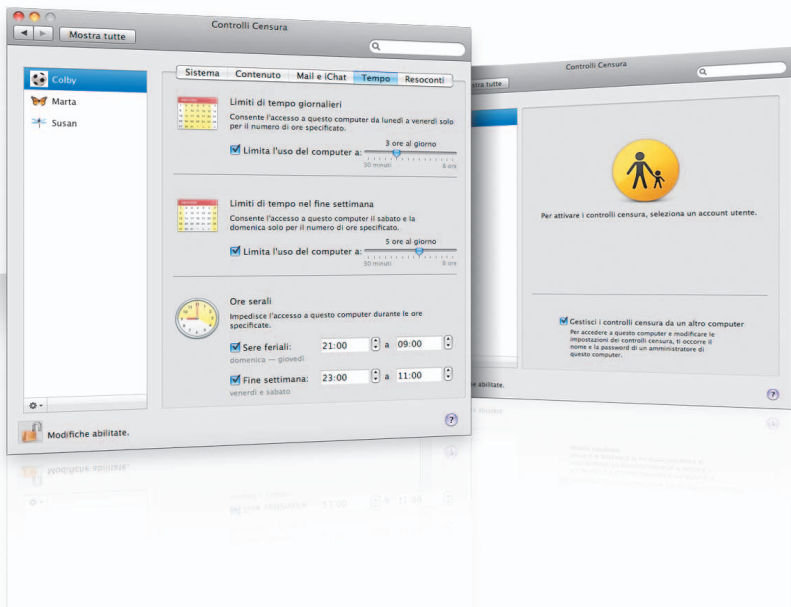 Controlli Censura
Mostra tutte
Colby
Marta
Susan
Sistema Contenuto Mail e iChat Tempo Resoconti
Limiti di tempo giornalieri
Consente l'accesso a questo computer da lunedì a venerdì solo
per il numero di ore specificato.
3 ore al giorno
Limita l'uso del computer a:
30 minuti 8 ore
Limiti di tempo nel fine settimana
Consente l'accesso a questo computer il sabato e la
domenica solo per il numero di ore specificato.
5 ore al giorno
Limita l'uso del computer a:
30 minuti 8 ore
Ore serali
Impedisce l'accesso a questo computer durante le ore
specificate.
Sere feriali: 21:00 a 09:00
domenica — giovedì
Fine settimana: 23:00 a 11:00
venerdì e sabato
Modifiche abilitate.
?
Controlli Censura
stra tutte
Per attivare i controlli censura, seleziona un account utente.
Gestisci i controlli censura da un altro computer
Per accedere a questo computer e modificare le
impostazioni dei controlli censura, ti occorre il
nome e la password di un amministratore di
questo computer.
e abilitate.
?